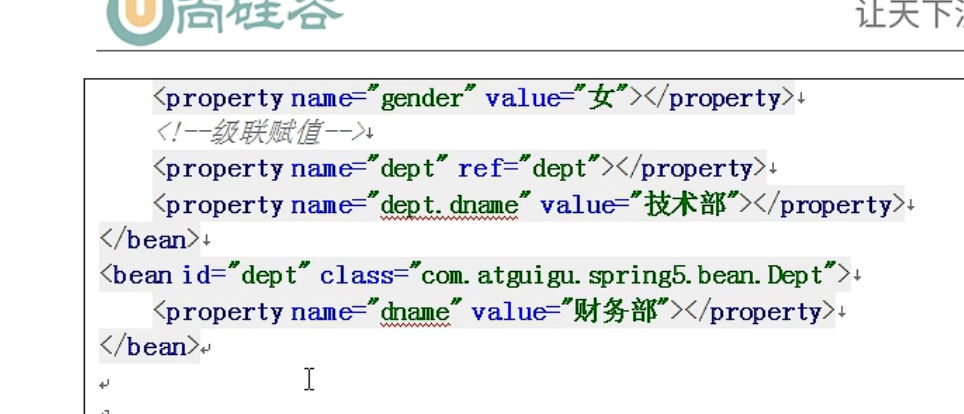 尚硅谷
让天下
<property name="gender" value="女"></property>↓
<!--级联赋值-->↓
<property name="dept" ref="dept"></property>↓
<property name="dept.dname" value="技术部"></property>↓
</bean>↓
<bean id="dept" class="com.atguigu.spring5.bean.Dept">↓
<property name="dname" value="财务部"></property>↓
</bean>↵